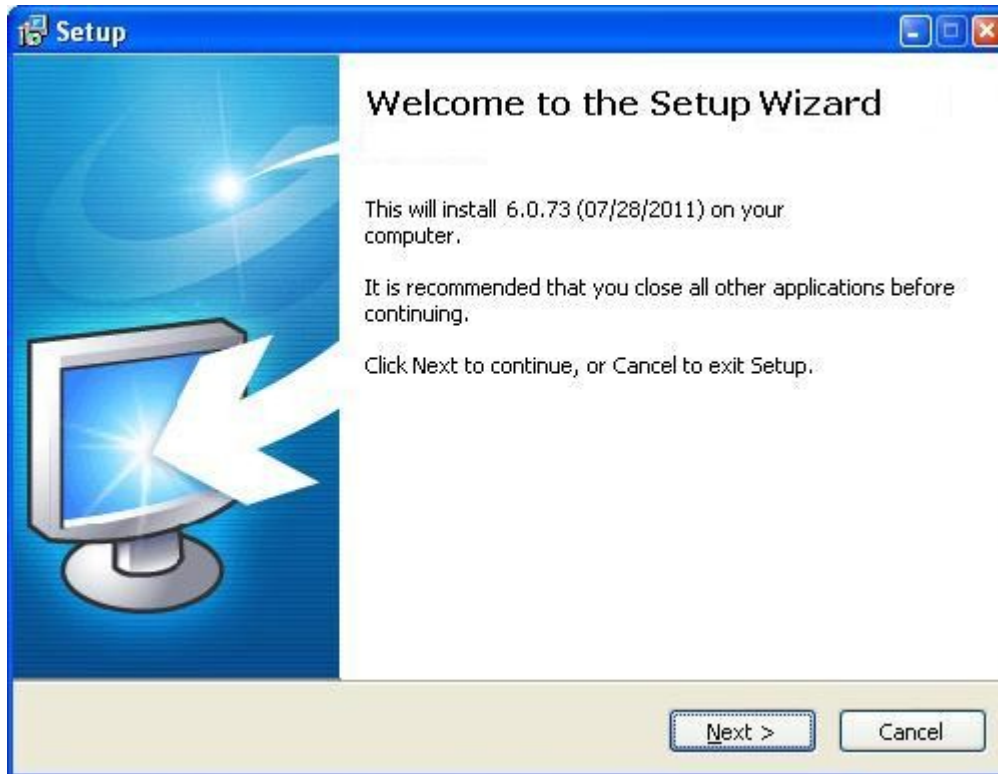 Setup
Welcome to the Setup Wizard
This will install 6.0.73 (07/28/2011) on your
computer.
It is recommended that you close all other applications before
continuing.
Click Next to continue, or Cancel to exit Setup.
Next >
Cancel